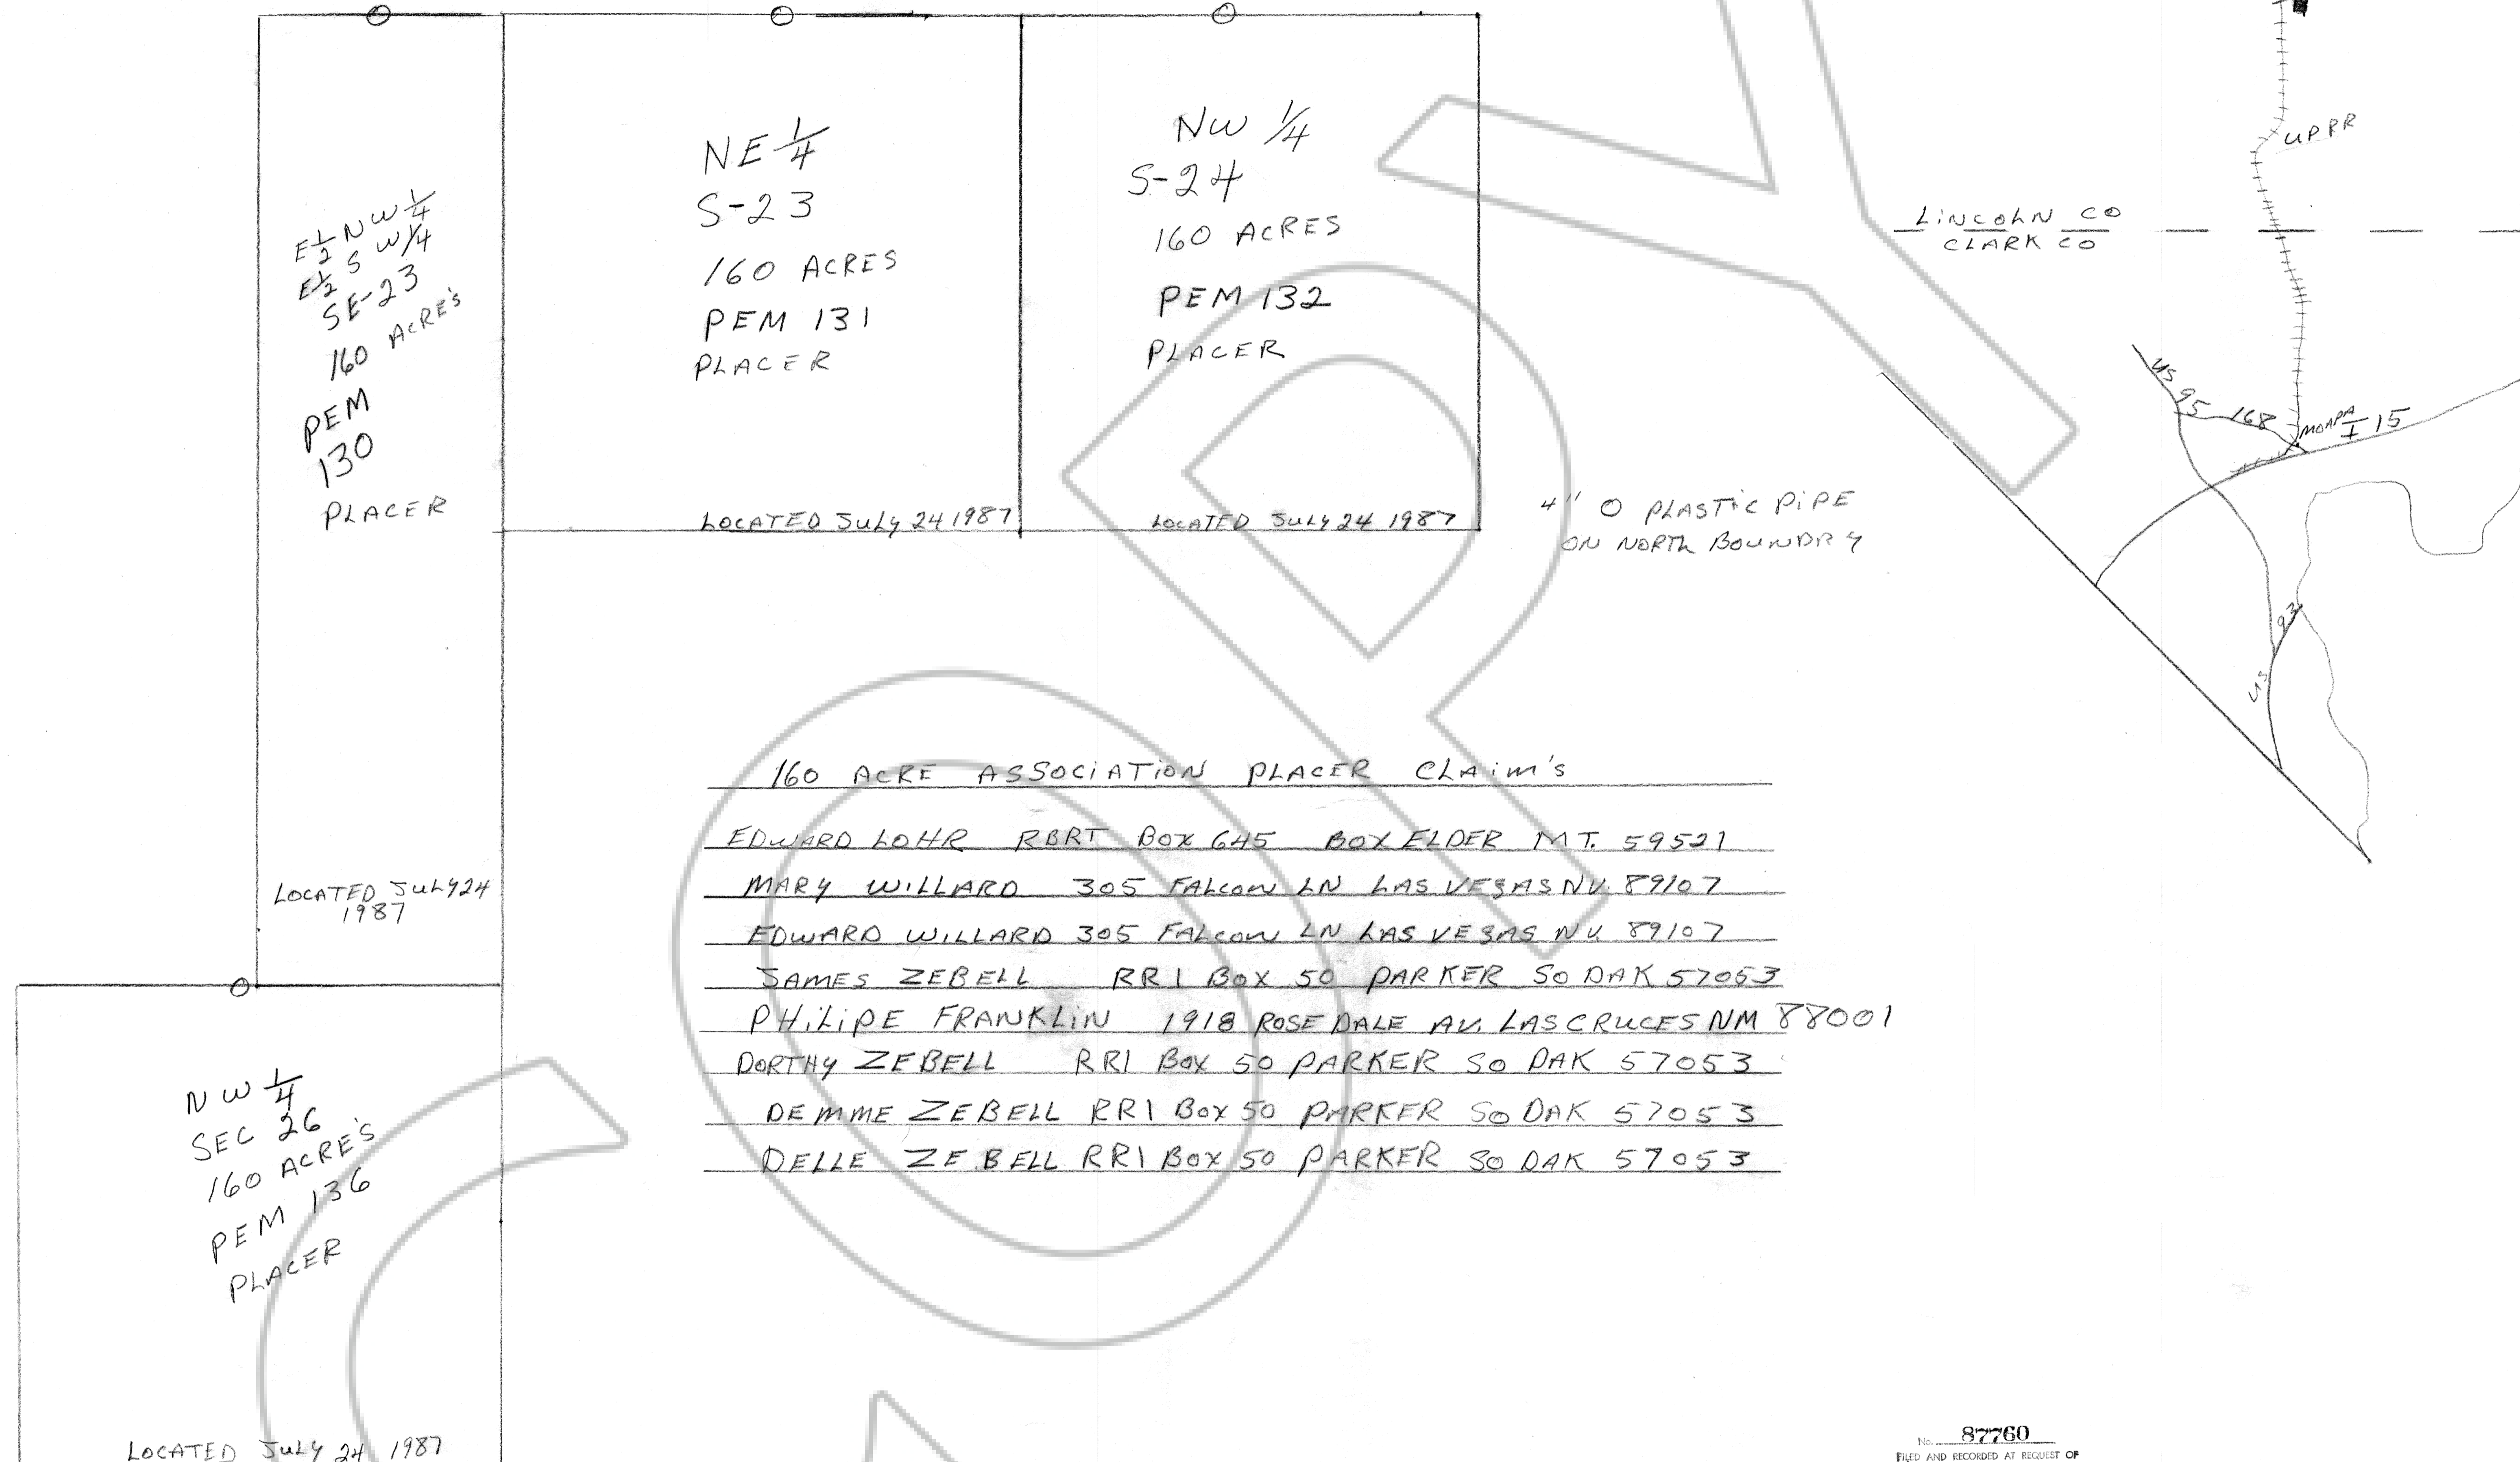 E 1/2 NW 1/4
E 1/2 S W 1/4
SE-23
160 ACRE'S
PEM
130
PLACER
LOCATED JULY 24
1987
NE 1/4
S-23
160 ACRES
PEM 131
PLACER
LOCATED JULY 24 1987
NW 1/4
S-24
160 ACRES
PEM 132
PLACER
LOCATED JULY 24 1987
4" O PLASTIC PIPE
ON NORTH BOUNDRY
UPRR
LINCOLN CO
CLARK CO
US 95
168
MOAPA
I 15
US 93
160 ACRE ASSOCIATION PLACER CLAIM'S
EDWARD LOHR RBRT BOX 645 BOX ELDER MT. 59521
MARY WILLARD 305 FALCON LN LAS VEGAS NV. 89107
EDWARD WILLARD 305 FALCON LN LAS VEGAS NV. 89107
JAMES ZEBELL RR1 BOX 50 PARKER SO DAK 57053
PHILIPE FRANKLIN 1918 ROSEDALE AV. LAS CRUCES NM 88001
DORTHY ZEBELL RR1 BOX 50 PARKER SO DAK 57053
DEMME ZEBELL RR1 BOX 50 PARKER SO DAK 57053
DELLE ZEBELL RR1 BOX 50 PARKER SO DAK 57053
NW 1/4
SEC 26
160 ACRE'S
PEM 136
PLACER
LOCATED JULY 24 1987
No. 87760
FILED AND RECORDED AT REQUEST OF
COPY